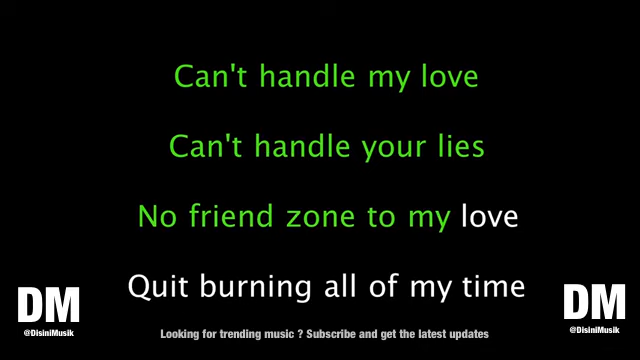 Can't handle my love
Can't handle your lies
No friend zone to my love
Quit burning all of my time
DM
@DisiniMusik
DM
@DisiniMusik
Looking for trending music ? Subscribe and get the latest updates